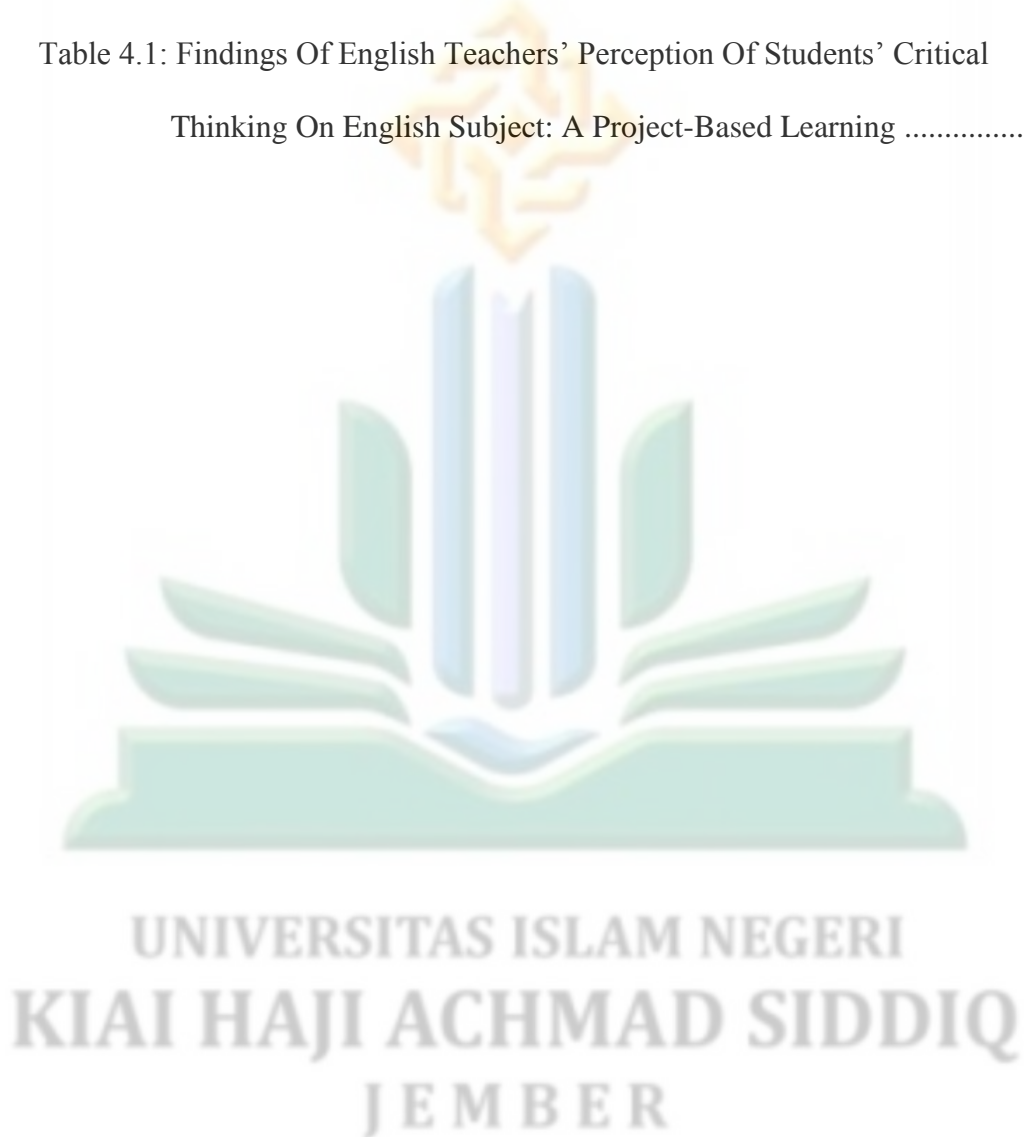 Table 4.1: Findings Of English Teachers’ Perception Of Students’ Critical
Thinking On English Subject: A Project-Based Learning ...............
UNIVERSITAS ISLAM NEGERI
KIAI HAJI ACHMAD SIDDIQ
JEMBER